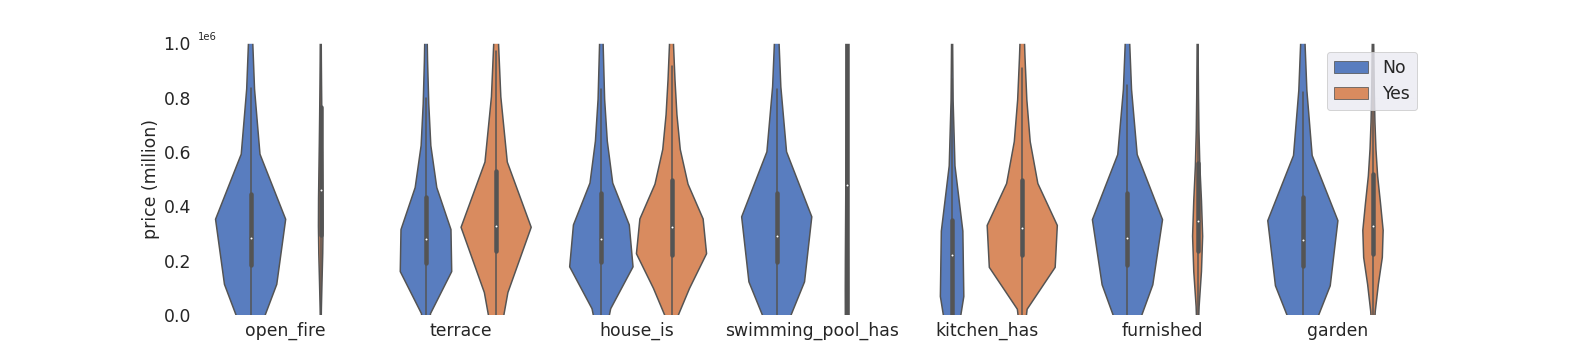 1e6
1.0
0.8
0.6
0.4
0.2
0.0
price (million)
No
Yes
open_fire
terrace
house_is
swimming_pool_has
kitchen_has
furnished
garden